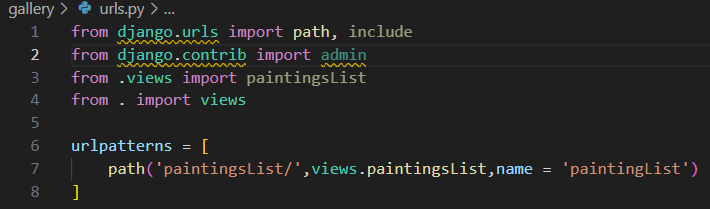 gallery > urls.py > ...
1 from django.urls import path, include
2 from django.contrib import admin
3 from .views import paintingsList
4 from . import views
5
6 urlpatterns = [
7     path('paintingsList/',views.paintingsList,name = 'paintingList')
8 ]